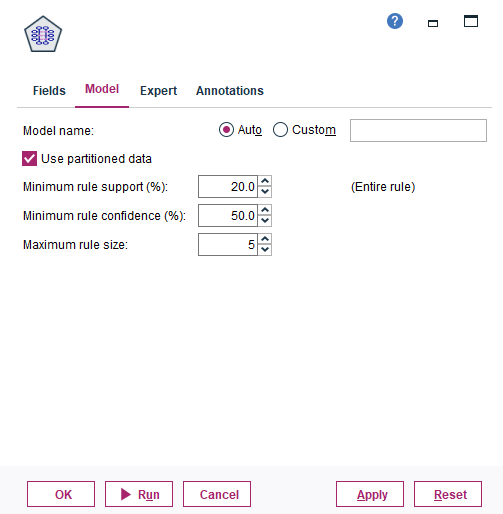 ?
Fields Model Expert Annotations
Model name: Auto Custom
Use partitioned data
Minimum rule support (%): 20.0 (Entire rule)
Minimum rule confidence (%): 50.0
Maximum rule size: 5
OK Run Cancel Apply Reset